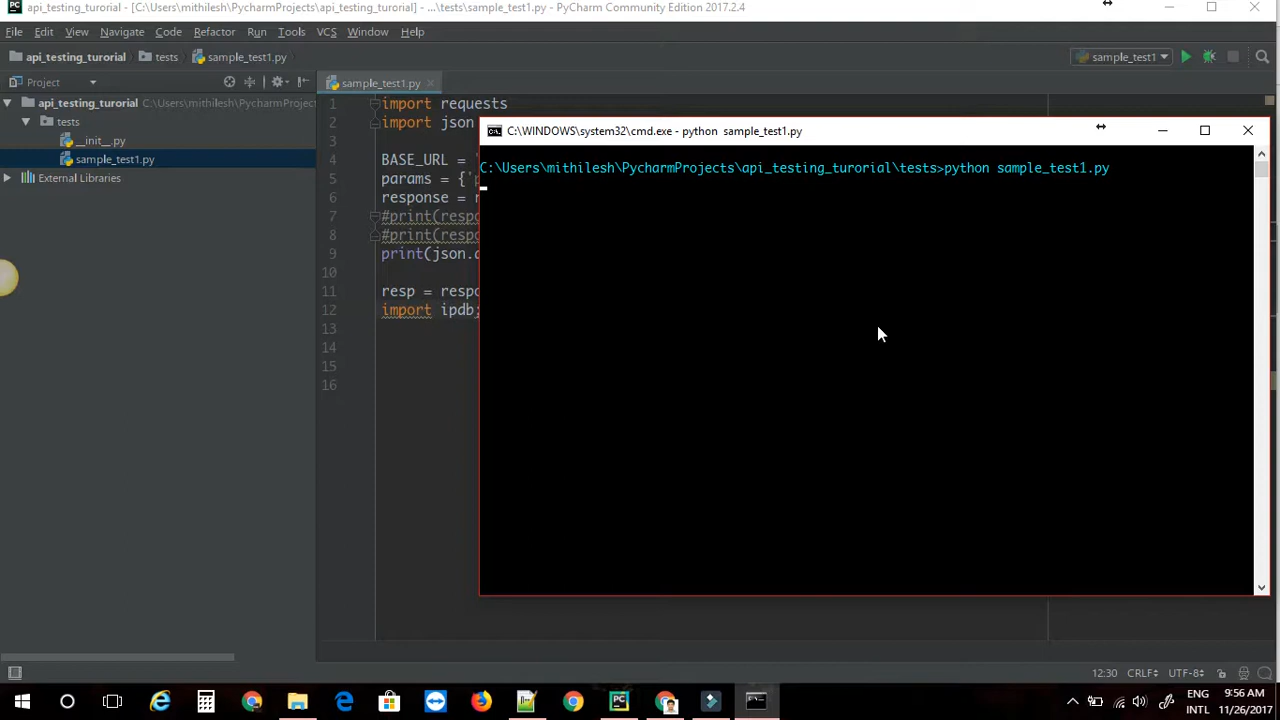 api_testing_turorial - [C:\Users\mithilesh\PycharmProjects\api_testing_turorial] - ...\tests\sample_test1.py - PyCharm Community Edition 2017.2.4
File Edit View Navigate Code Refactor Run Tools VCS Window Help
api_testing_turorial tests sample_test1.py sample_test1
Project sample_test1.py
api_testing_turorial C:\Users\mithilesh\PycharmProjec
tests
__init__.py
sample_test1.py
External Libraries
1 import requests
2 import json
3
4 BASE_URL = '
5 params = {'p
6 response = r
7 #print(respo
8 #print(respo
9 print(json.d
10
11 resp = respo
12 import ipdb;
13
14
15
16
C:\WINDOWS\system32\cmd.exe - python sample_test1.py
C:\Users\mithilesh\PycharmProjects\api_testing_turorial\tests>python sample_test1.py
12:30 CRLF UTF-8
ENG 9:56 AM
INTL 11/26/2017